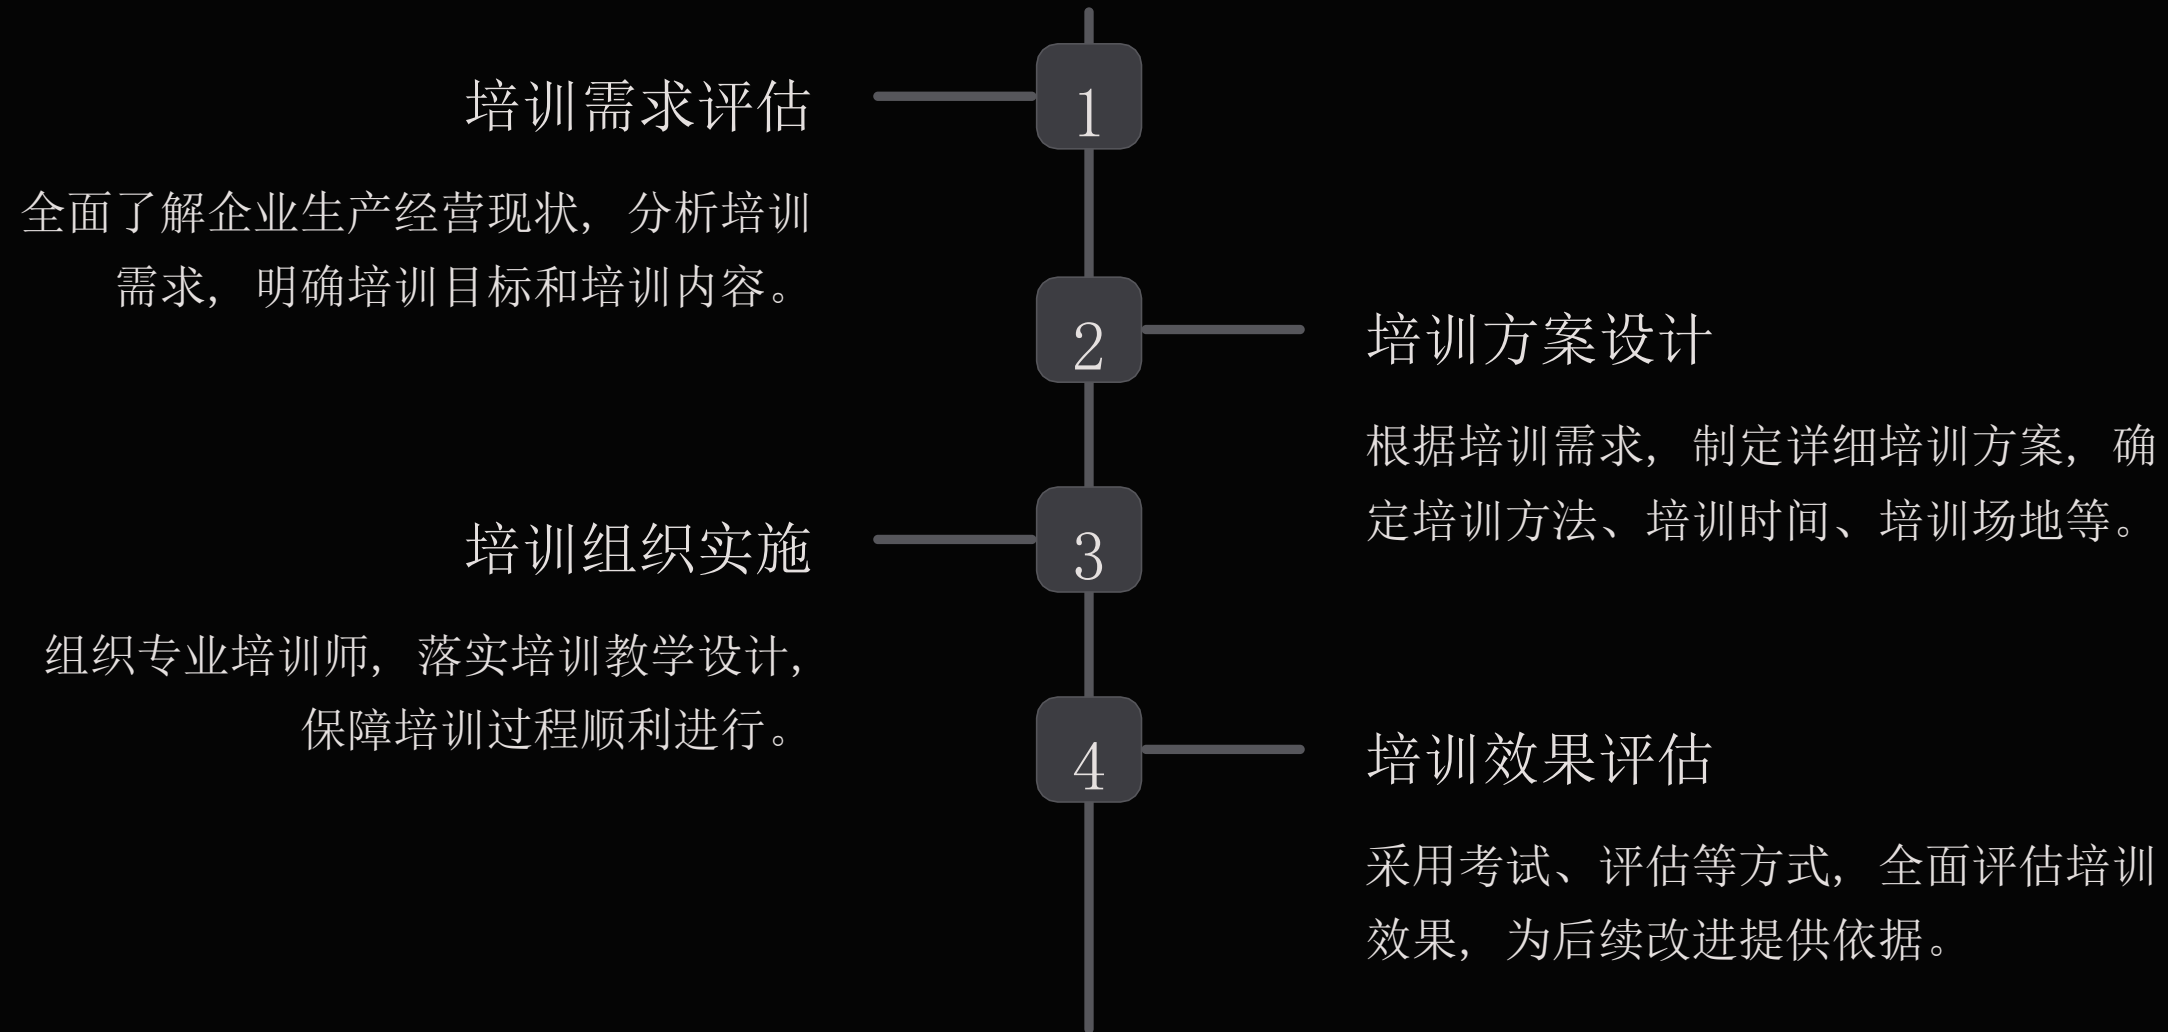 1
培训需求评估
全面了解企业生产经营现状，分析培训
需求，明确培训目标和培训内容。
2
培训方案设计
根据培训需求，制定详细培训方案，确
定培训方法、培训时间、培训场地等。
3
培训组织实施
组织专业培训师，落实培训教学设计，
保障培训过程顺利进行。
4
培训效果评估
采用考试、评估等方式，全面评估培训
效果，为后续改进提供依据。